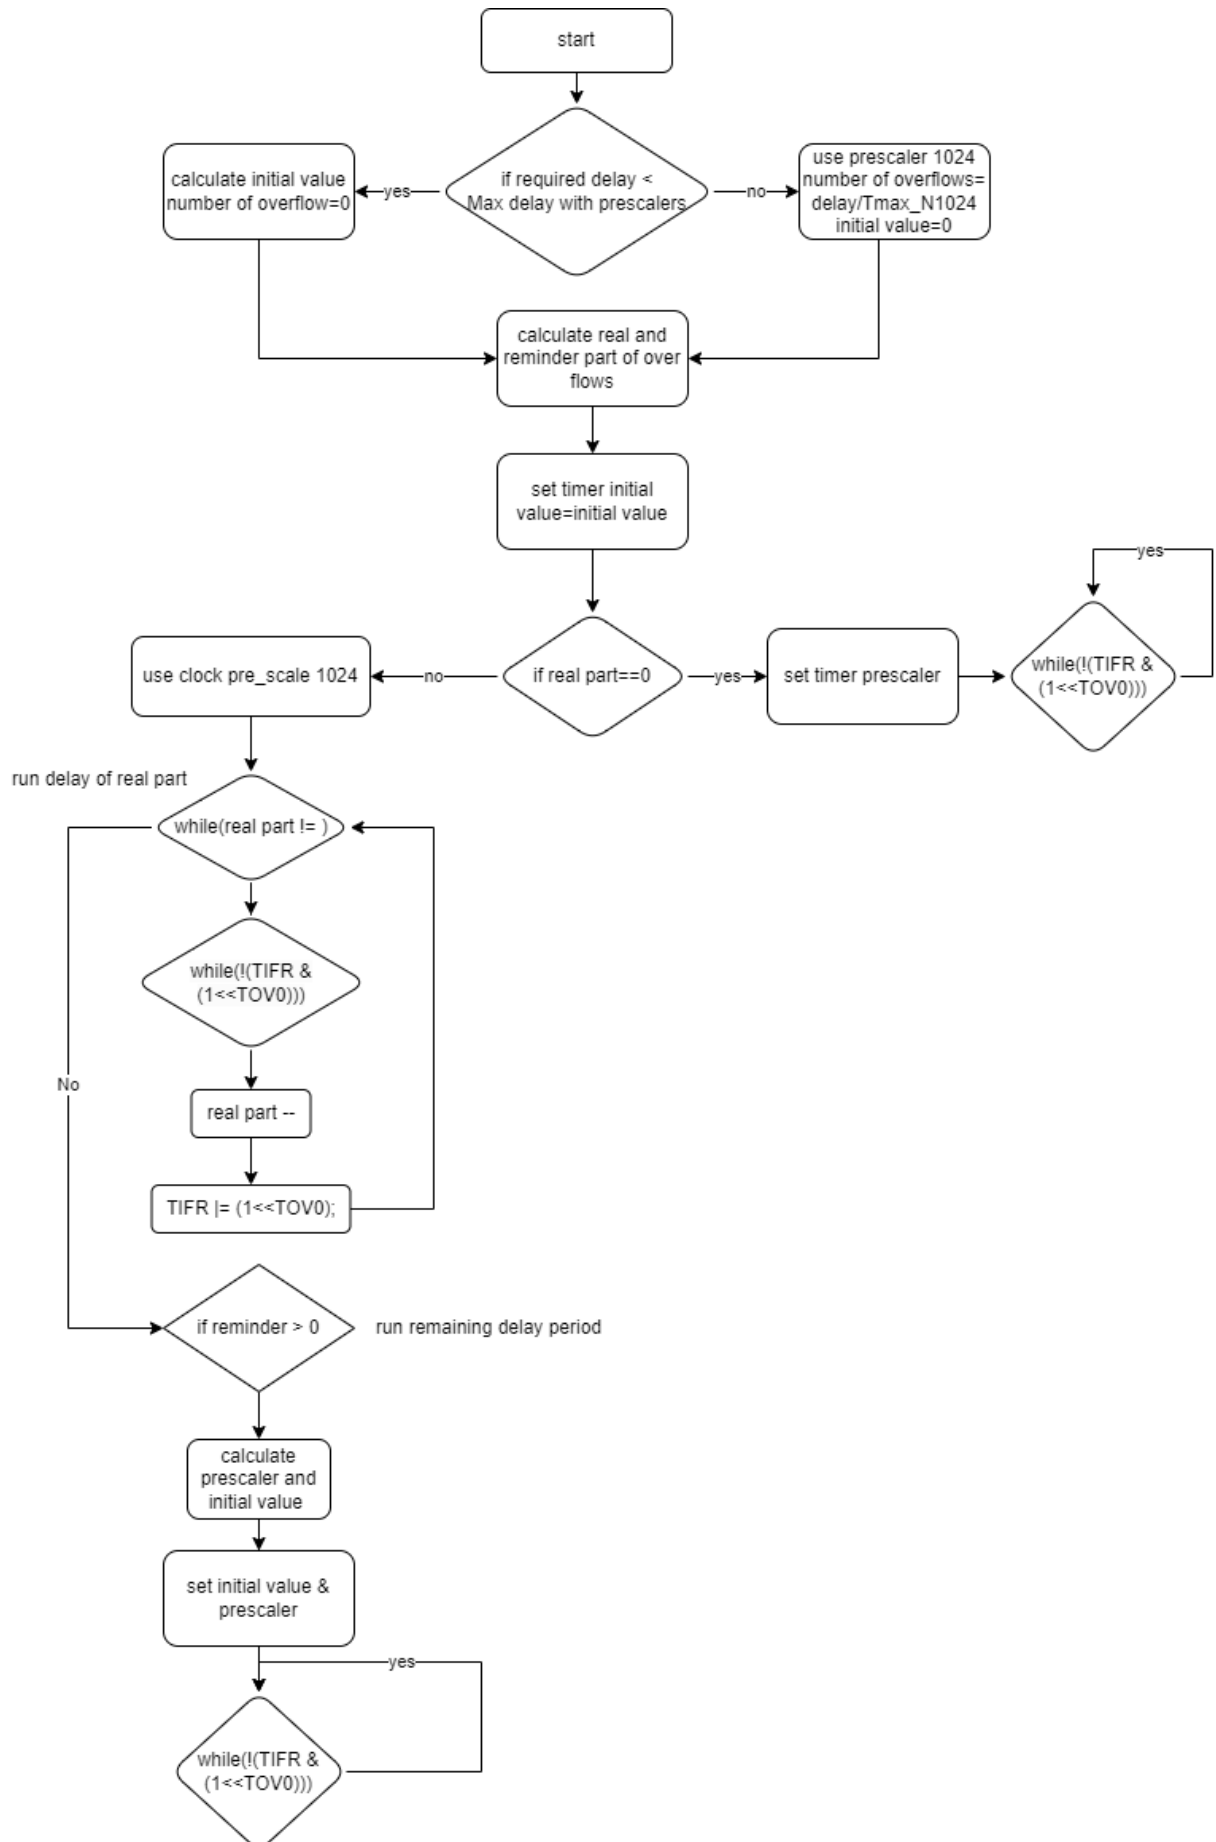 start
if required delay <
Max delay with prescalers
yes
no
calculate initial value
number of overflow=0
use prescaler 1024
number of overflows=
delay/Tmax_N1024
initial value=0
calculate real and
reminder part of over
flows
set timer initial
value=initial value
if real part==0
no
yes
use clock pre_scale 1024
set timer prescaler
while(!(TIFR &
(1<<TOV0)))
yes
run delay of real part
while(real part != )
while(!(TIFR &
(1<<TOV0)))
No
real part --
TIFR |= (1<<TOV0);
if reminder > 0
run remaining delay period
calculate
prescaler and
initial value
set initial value &
prescaler
yes
while(!(TIFR &
(1<<TOV0)))